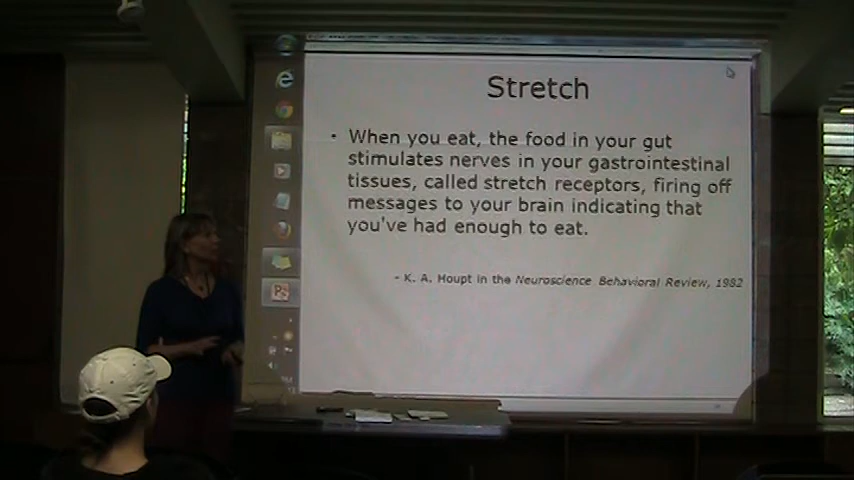 Stretch
• When you eat, the food in your gut
stimulates nerves in your gastrointestinal
tissues, called stretch receptors, firing off
messages to your brain indicating that
you've had enough to eat.
- K. A. Houpt in the Neuroscience Behavioral Review, 1982